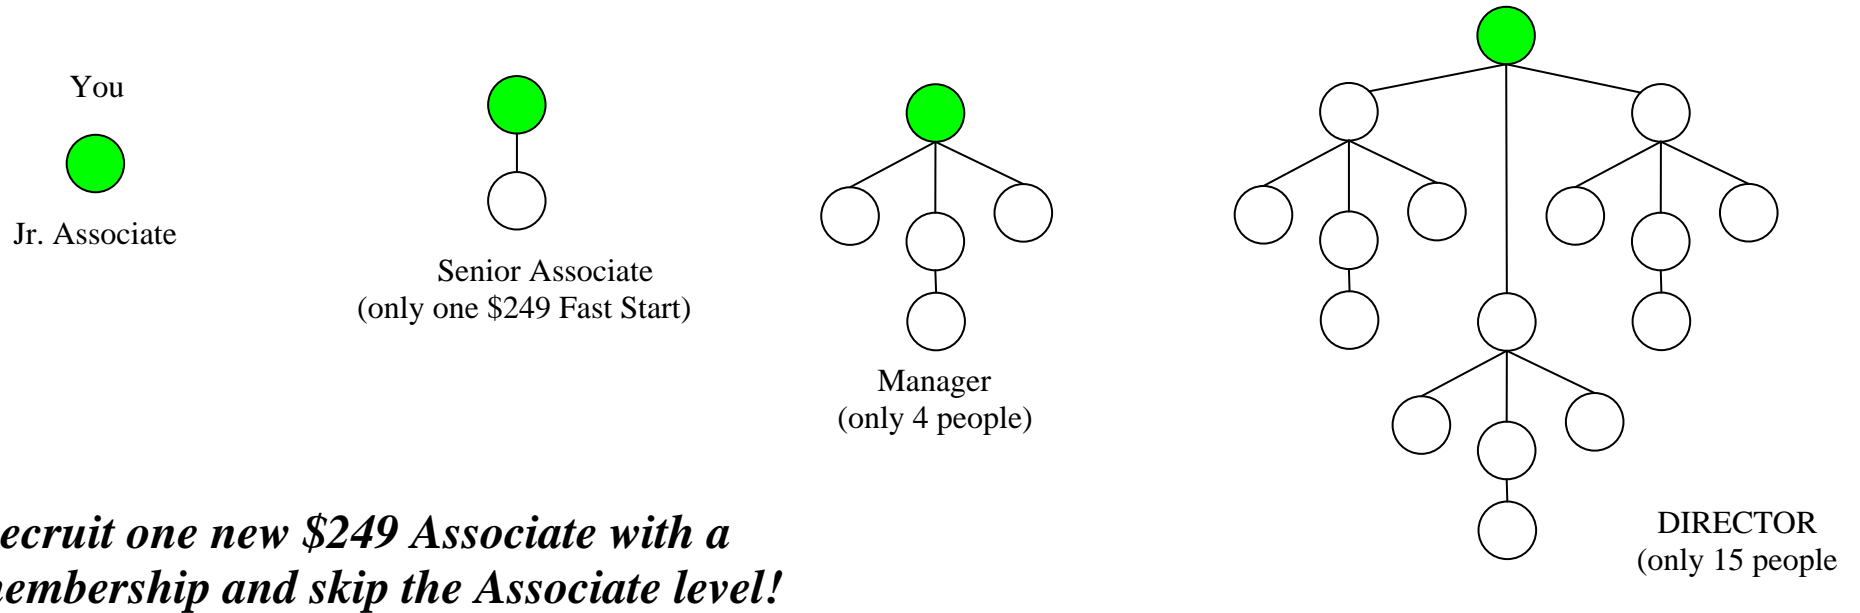 You
Jr. Associate
Senior Associate
(only one $249 Fast Start)
Manager
(only 4 people)
DIRECTOR
(only 15 people
ecruit one new $249 Associate with a
embership and skip the Associate level!